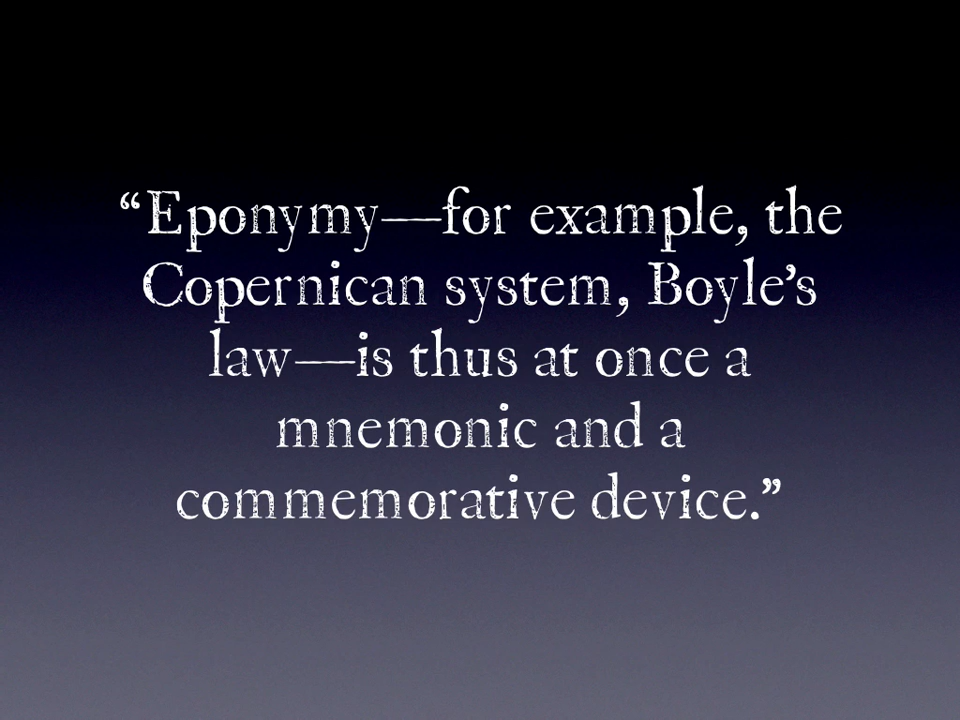 “Eponymy—for example, the
Copernican system, Boyle’s
law—is thus at once a
mnemonic and a
commemorative device.”